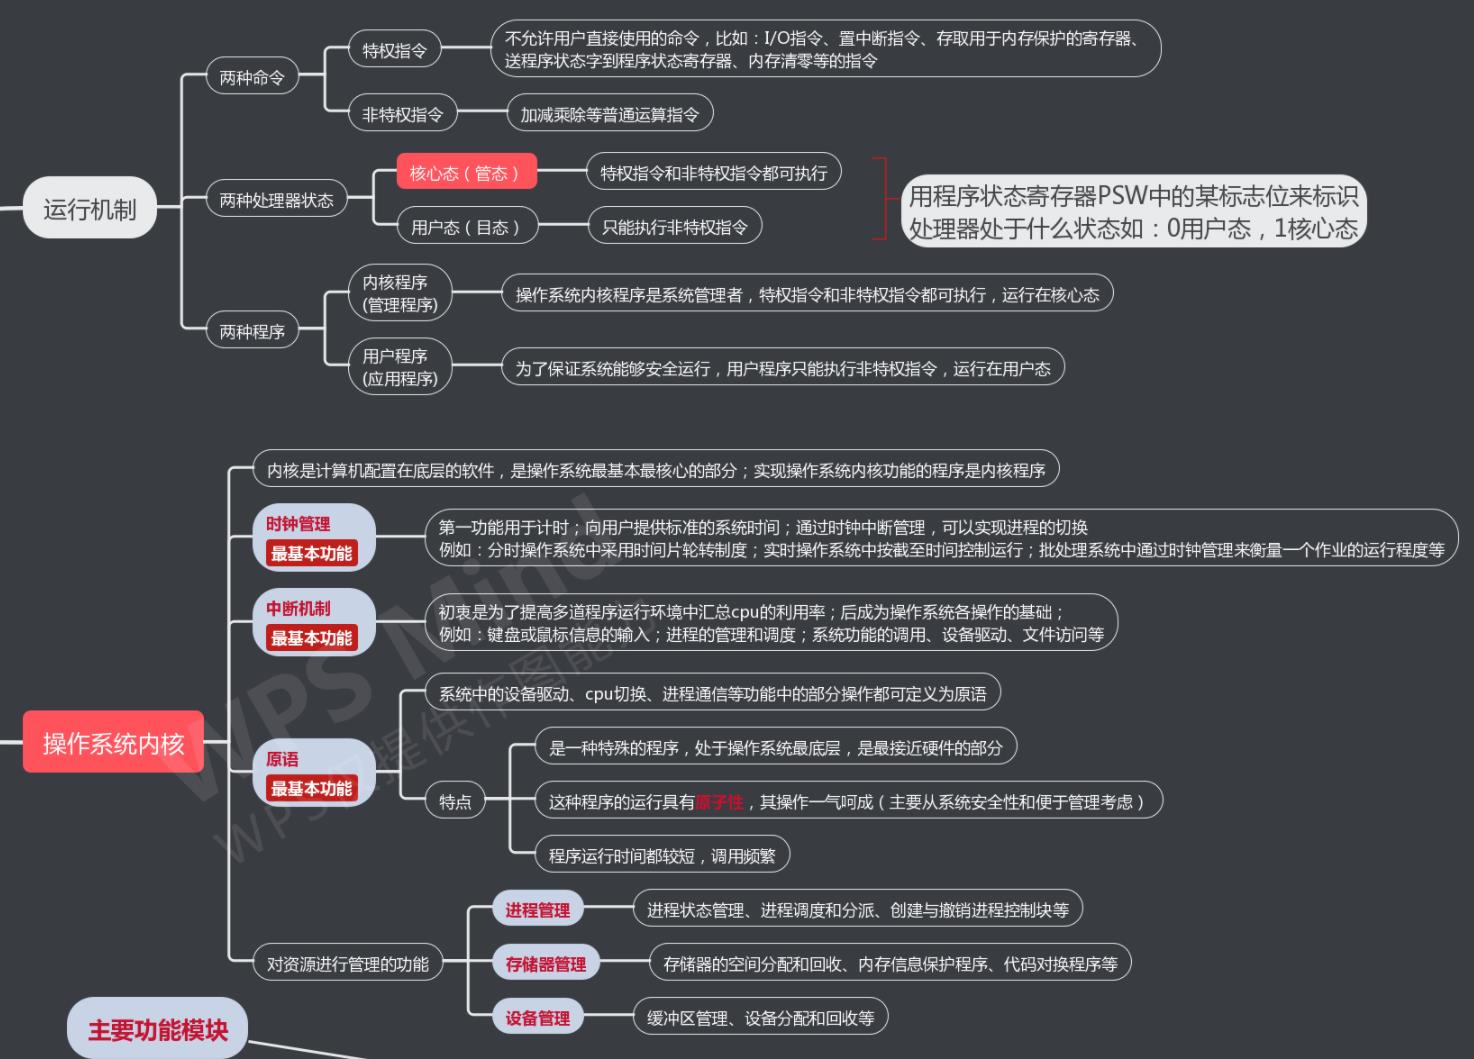 运行机制
两种命令
特权指令
不允许用户直接使用的命令，比如：I/O指令、置中断指令、存取用于内存保护的寄存器、
送程序状态字到程序状态寄存器、内存清零等的指令
非特权指令
加减乘除等普通运算指令
两种处理器状态
核心态（管态）
特权指令和非特权指令都可执行
用户态（目态）
只能执行非特权指令
用程序状态寄存器PSW中的某标志位来标识
处理器处于什么状态如：0用户态，1核心态
两种程序
内核程序
(管理程序)
操作系统内核程序是系统管理者，特权指令和非特权指令都可执行，运行在核心态
用户程序
(应用程序)
为了保证系统能够安全运行，用户程序只能执行非特权指令，运行在用户态
操作系统内核
内核是计算机配置在底层的软件，是操作系统最基本最核心的部分；实现操作系统内核功能的程序是内核程序
时钟管理
最基本功能
第一功能用于计时；向用户提供标准的系统时间；通过时钟中断管理，可以实现进程的切换
例如：分时操作系统中采用时间片轮转制度；实时操作系统中按截至时间控制运行；批处理系统中通过时钟管理来衡量一个作业的运行程度等
中断机制
最基本功能
初衷是为了提高多道程序运行环境中汇总cpu的利用率；后成为操作系统各操作的基础；
例如：键盘或鼠标信息的输入；进程的管理和调度；系统功能的调用、设备驱动、文件访问等
原语
最基本功能
系统中的设备驱动、cpu切换、进程通信等功能中的部分操作都可定义为原语
特点
是一种特殊的程序，处于操作系统最底层，是最接近硬件的部分
这种程序的运行具有原子性，其操作一气呵成（主要从系统安全性和便于管理考虑）
程序运行时间都较短，调用频繁
对资源进行管理的功能
进程管理
进程状态管理、进程调度和分派、创建与撤销进程控制块等
存储器管理
存储器的空间分配和回收、内存信息保护程序、代码对换程序等
设备管理
缓冲区管理、设备分配和回收等
主要功能模块
WPS Mind
WPS仅提供作图能力